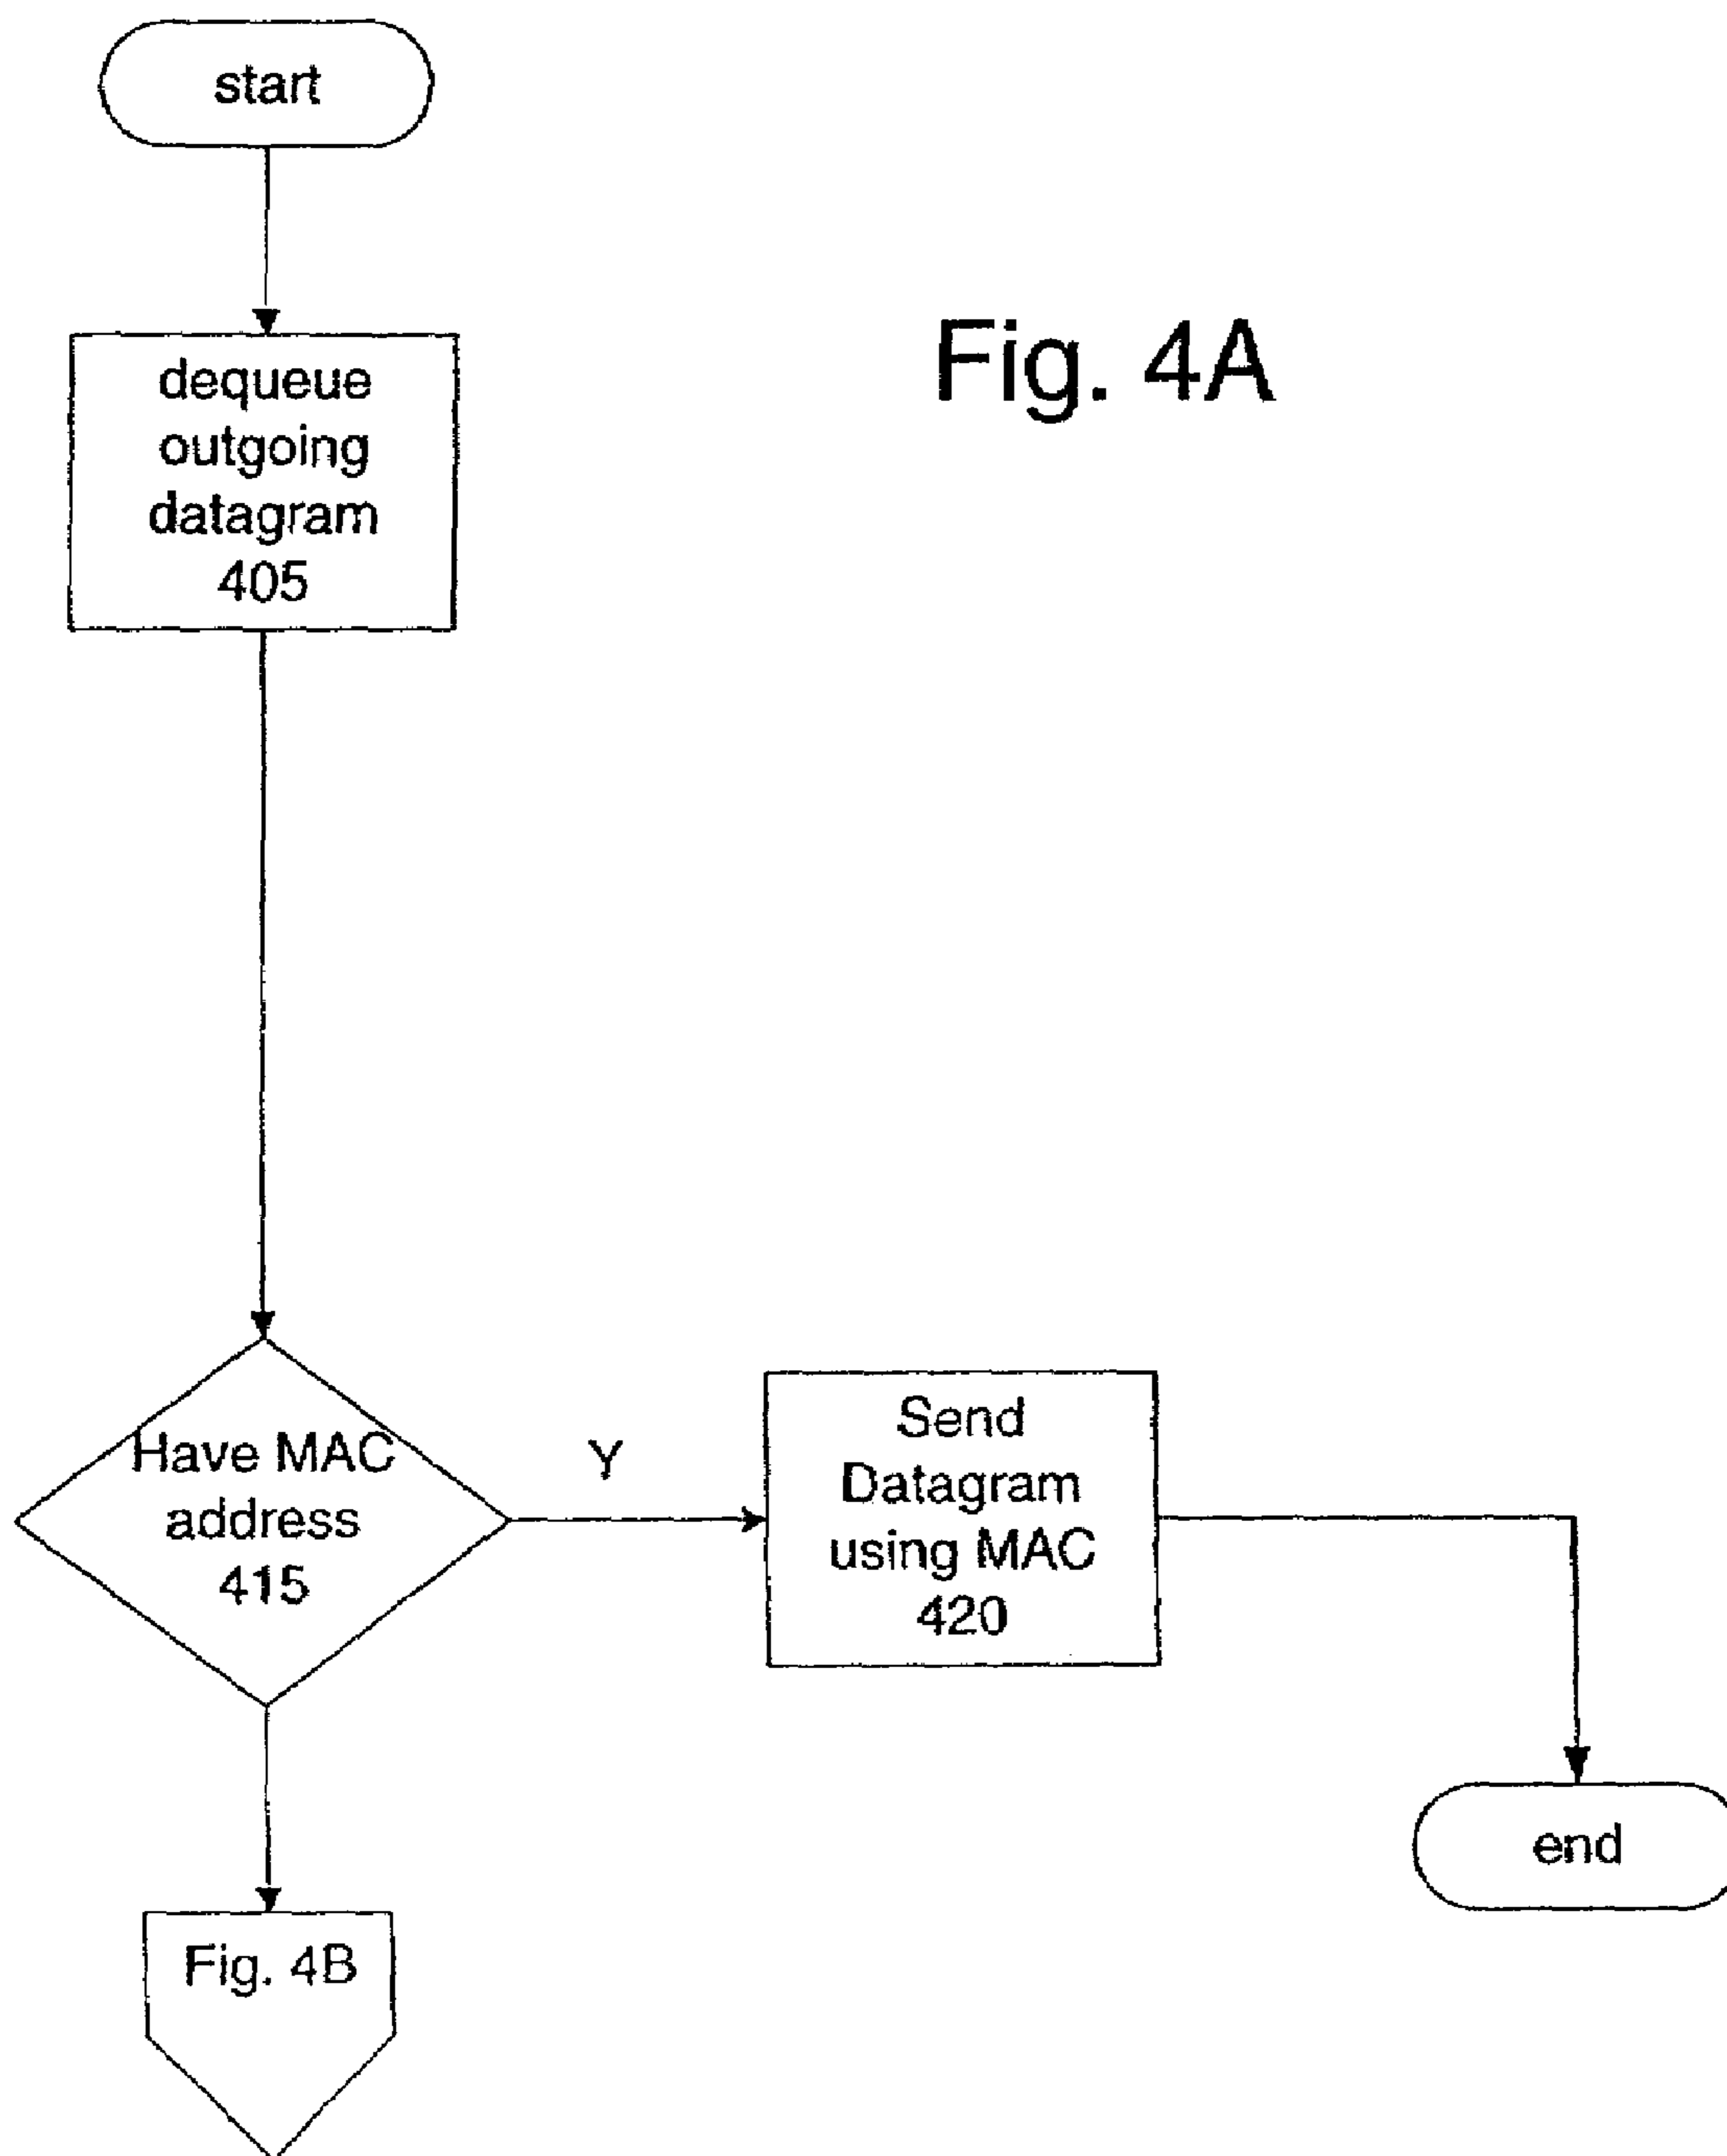 start
dequeue
outgoing
datagram
405
Fig. 4A
Have MAC
address
415
Y
Send
Datagram
using MAC
420
end
Fig. 4B